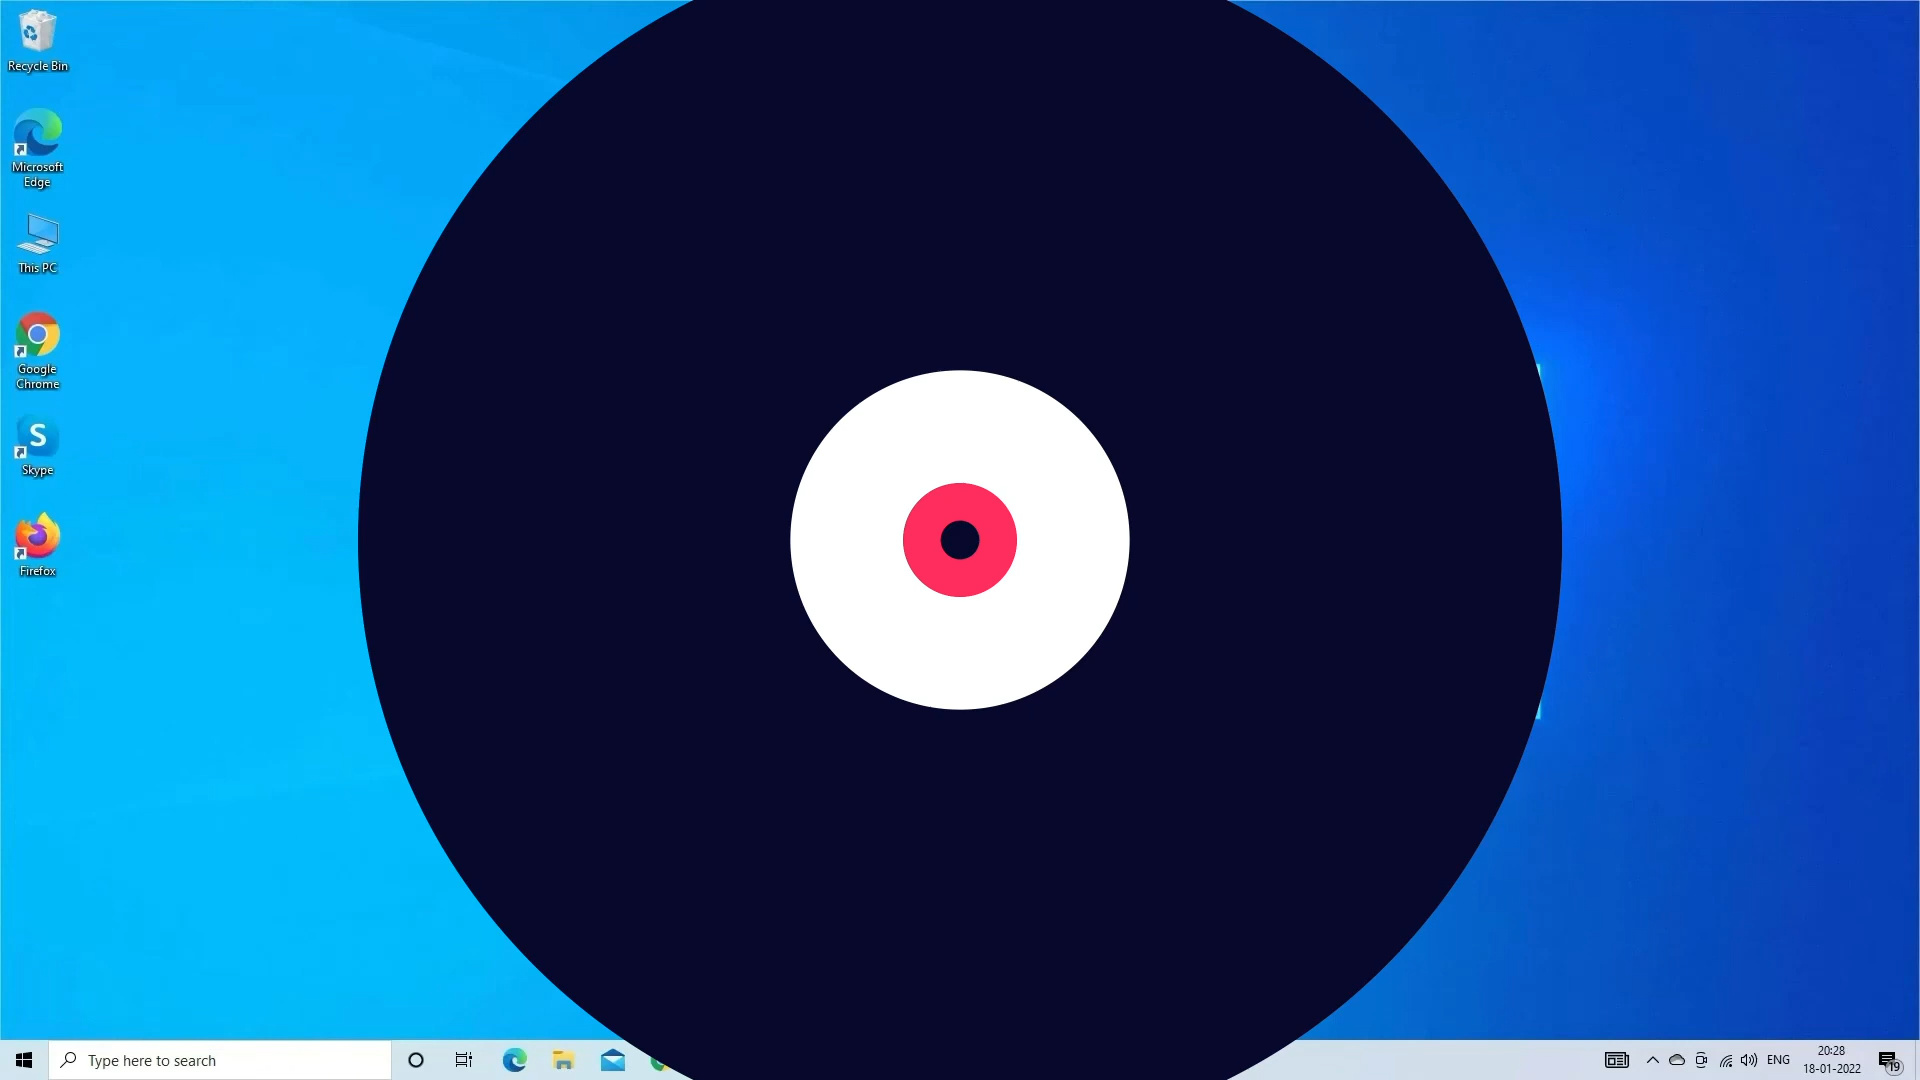 Recycle Bin
Microsoft
Edge
This PC
Google
Chrome
S
Skype
Firefox
Type here to search
ENG
20:28
18-01-2022
19